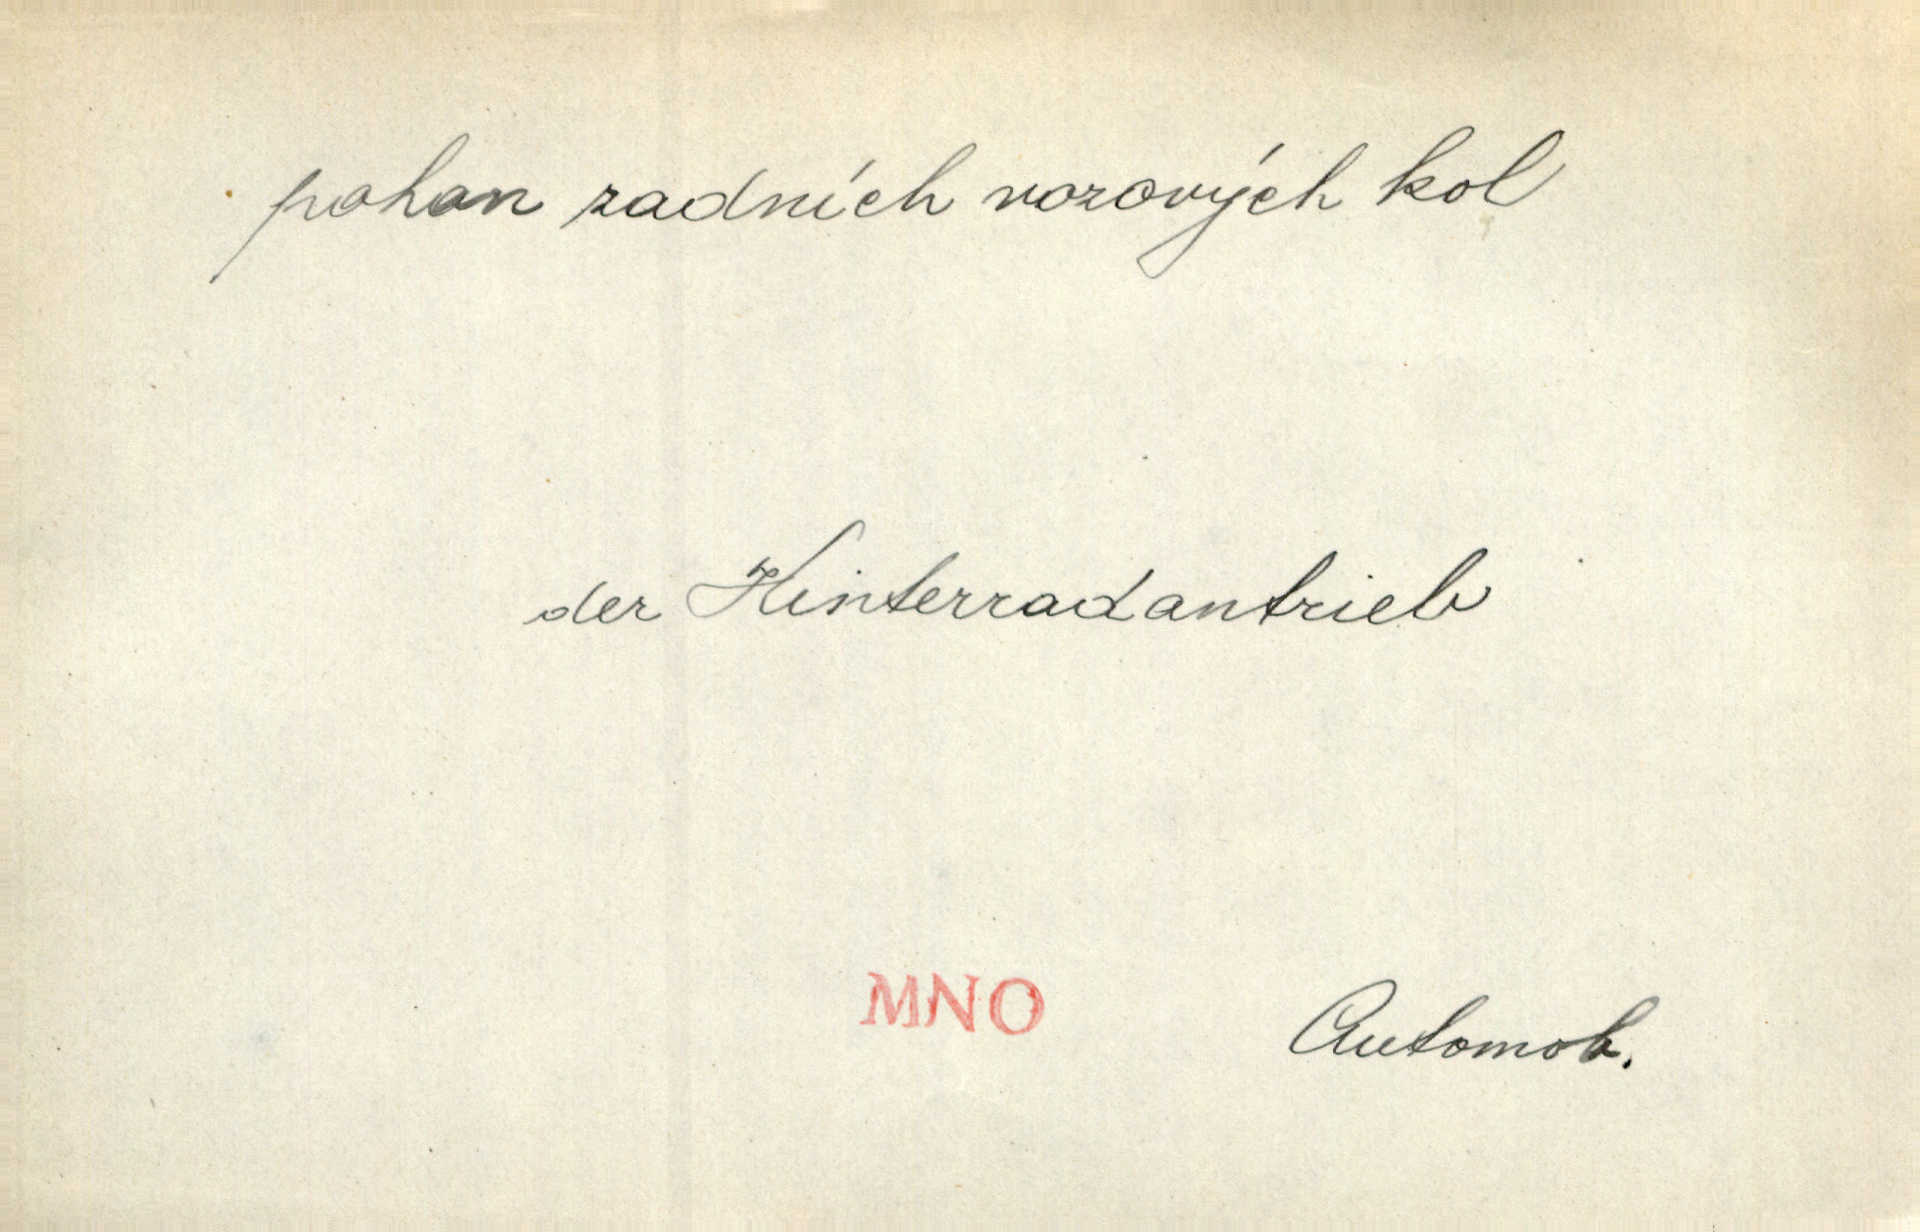 pohon zadních vozových kol
der Hinterradantrieb
MNO
Automob.